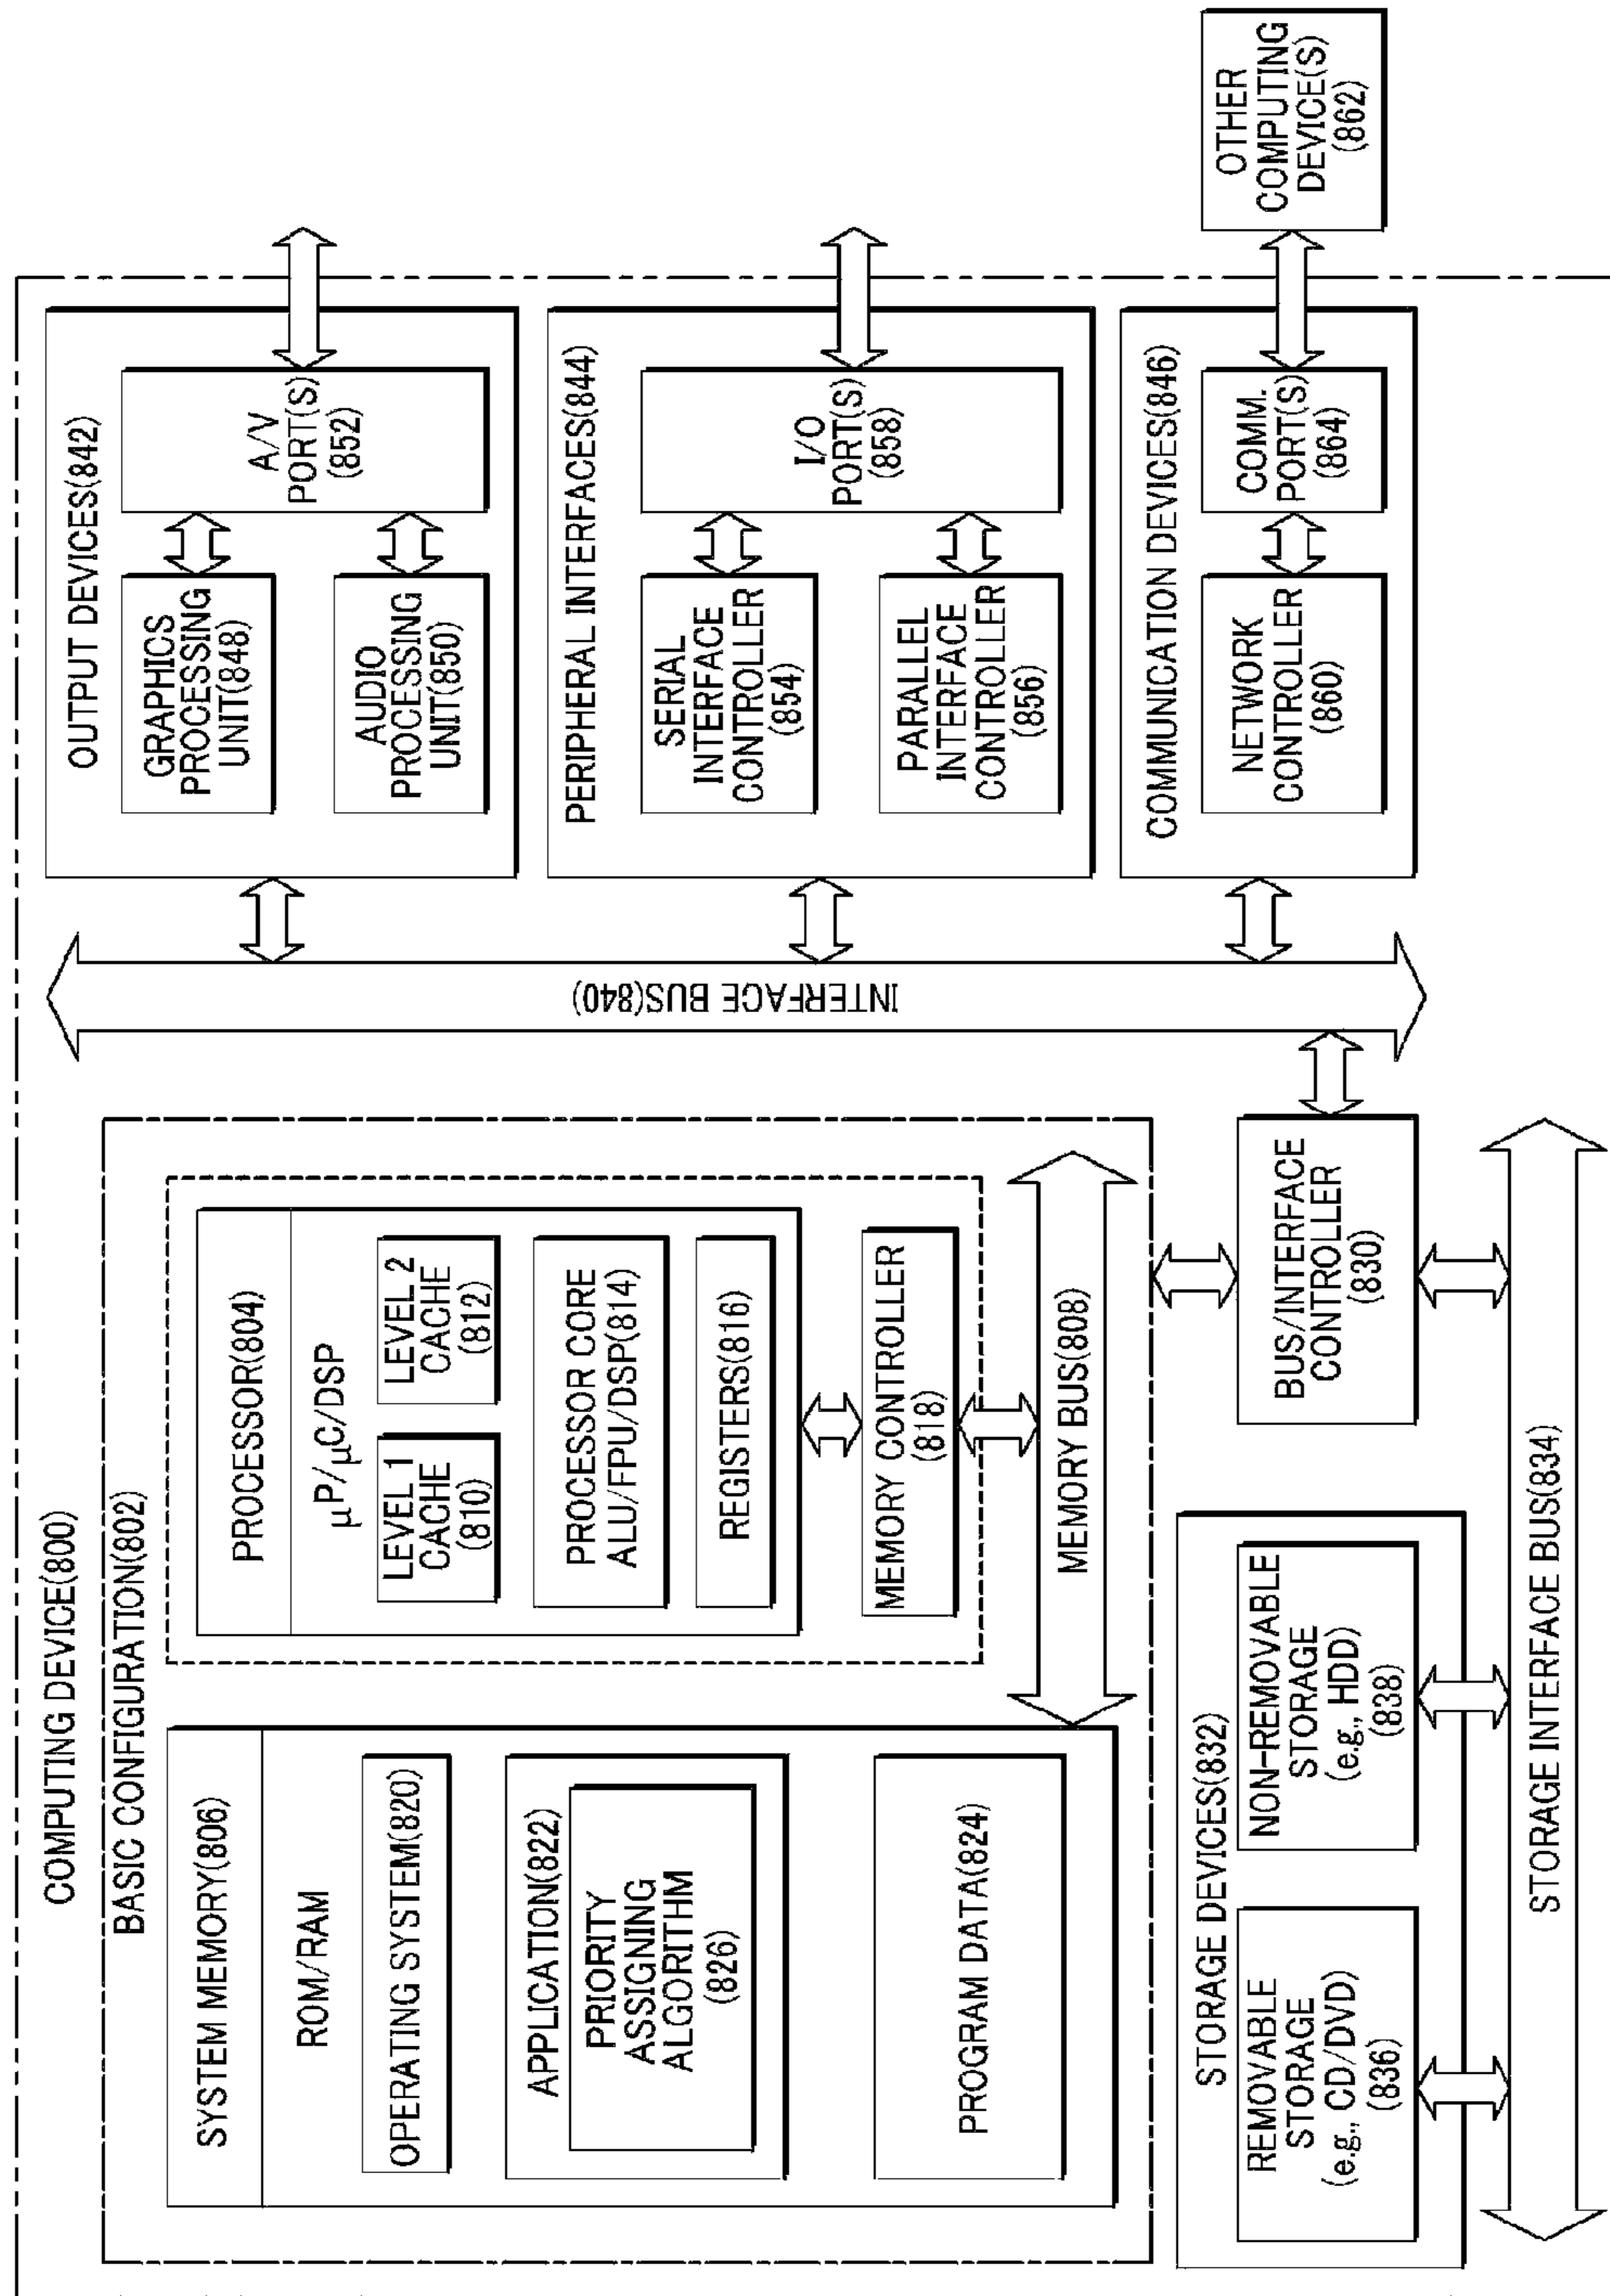 COMPUTING DEVICE(800)
BASIC CONFIGURATION(802)
SYSTEM MEMORY(806)
ROM/RAM
OPERATING SYSTEM(820)
APPLICATION(822)
PRIORITY
ASSIGNING
ALGORITHM
(826)
PROGRAM DATA(824)
PROCESSOR(804)
µP/µC/DSP
LEVEL 1
CACHE
(810)
LEVEL 2
CACHE
(812)
PROCESSOR CORE
ALU/FPU/DSP(814)
REGISTERS(816)
MEMORY CONTROLLER
(818)
MEMORY BUS(808)
BUS/INTERFACE
CONTROLLER
(830)
STORAGE DEVICES(832)
REMOVABLE
STORAGE
(e.g., CD/DVD)
(836)
NON-REMOVABLE
STORAGE
(e.g., HDD)
(838)
STORAGE INTERFACE BUS(834)
INTERFACE BUS(840)
OUTPUT DEVICES(842)
GRAPHICS
PROCESSING
UNIT(848)
AUDIO
PROCESSING
UNIT(850)
A/V
PORT(S)
(852)
PERIPHERAL INTERFACES(844)
SERIAL
INTERFACE
CONTROLLER
(854)
PARALLEL
INTERFACE
CONTROLLER
(856)
I/O
PORT(S)
(858)
COMMUNICATION DEVICES(846)
NETWORK
CONTROLLER
(860)
COMM.
PORT(S)
(864)
OTHER
COMPUTING
DEVICE(S)
(862)